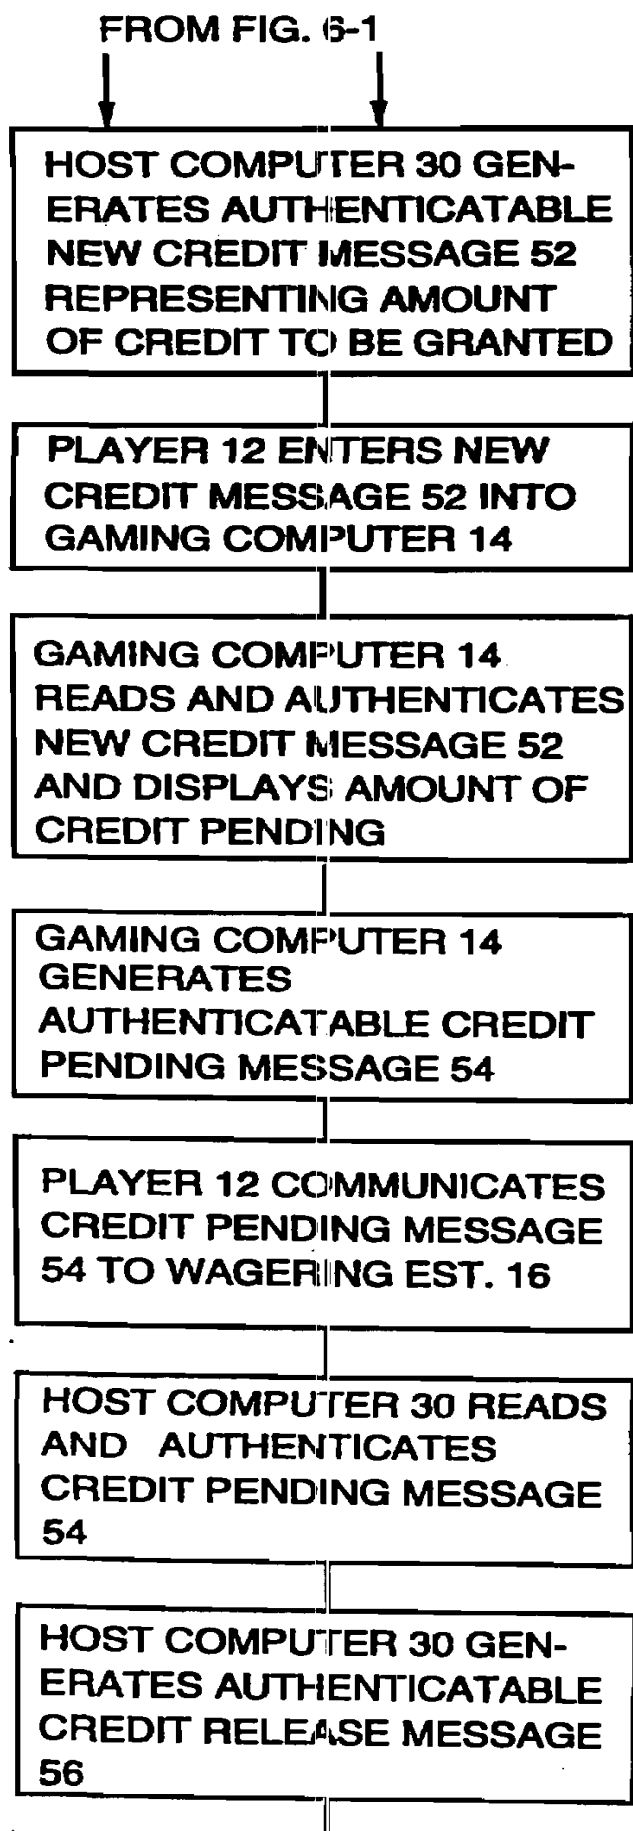 FROM FIG. 6-1
HOST COMPUTER 30 GEN-
ERATES AUTHENTICATABLE
NEW CREDIT MESSAGE 52
REPRESENTING AMOUNT
OF CREDIT TO BE GRANTED
PLAYER 12 ENTERS NEW
CREDIT MESSAGE 52 INTO
GAMING COMPUTER 14
GAMING COMPUTER 14
READS AND AUTHENTICATES
NEW CREDIT MESSAGE 52
AND DISPLAYS AMOUNT OF
CREDIT PENDING
GAMING COMPUTER 14
GENERATES
AUTHENTICATABLE CREDIT
PENDING MESSAGE 54
PLAYER 12 COMMUNICATES
CREDIT PENDING MESSAGE
54 TO WAGERING EST. 16
HOST COMPUTER 30 READS
AND AUTHENTICATES
CREDIT PENDING MESSAGE
54
HOST COMPUTER 30 GEN-
ERATES AUTHENTICATABLE
CREDIT RELEASE MESSAGE
56